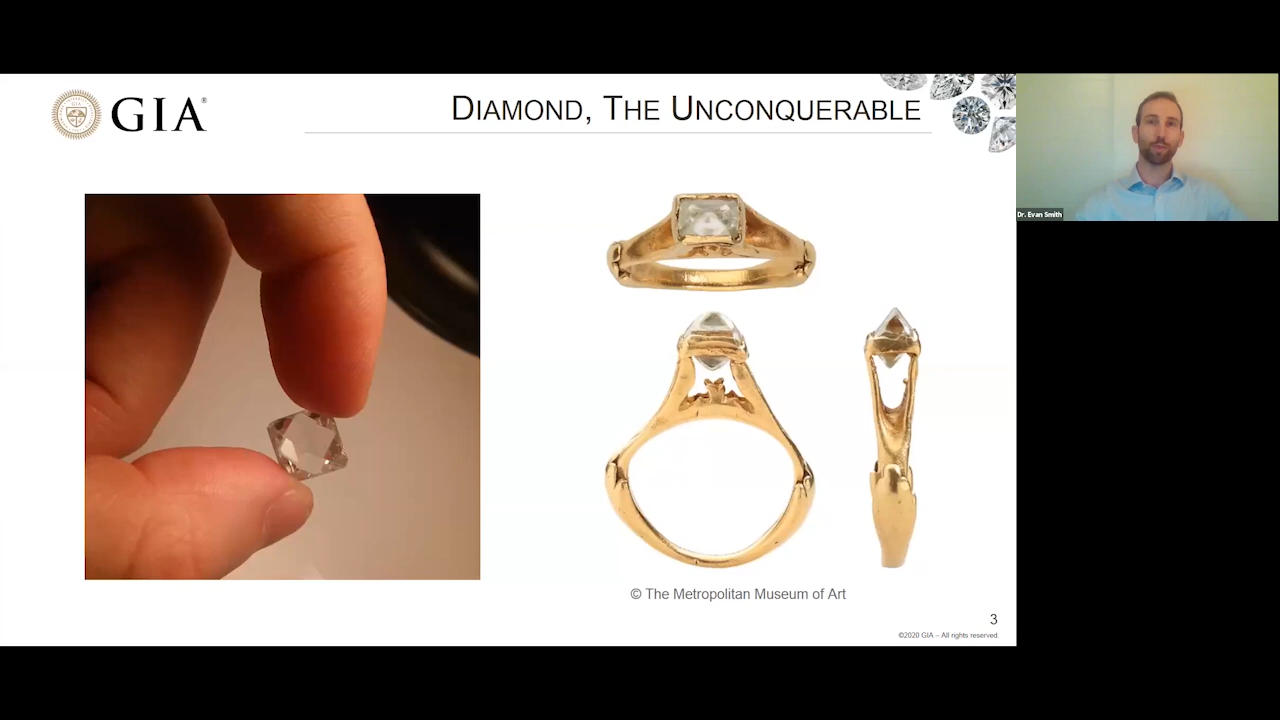 GIA®
DIAMOND, THE UNCONQUERABLE
Dr. Evan Smith
© The Metropolitan Museum of Art
3
©2020 GIA – All rights reserved.